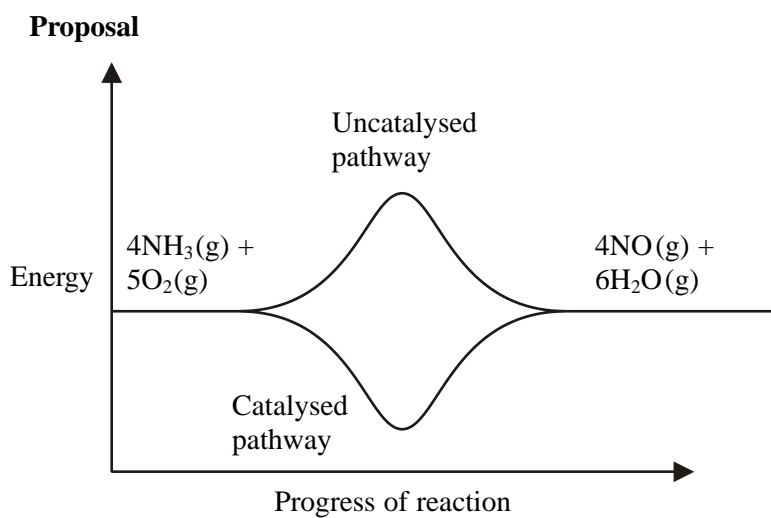 Proposal
Uncatalysed
pathway
4NH₃(g) +
5O₂(g)
4NO(g) +
6H₂O(g)
Energy
Catalysed
pathway
Progress of reaction